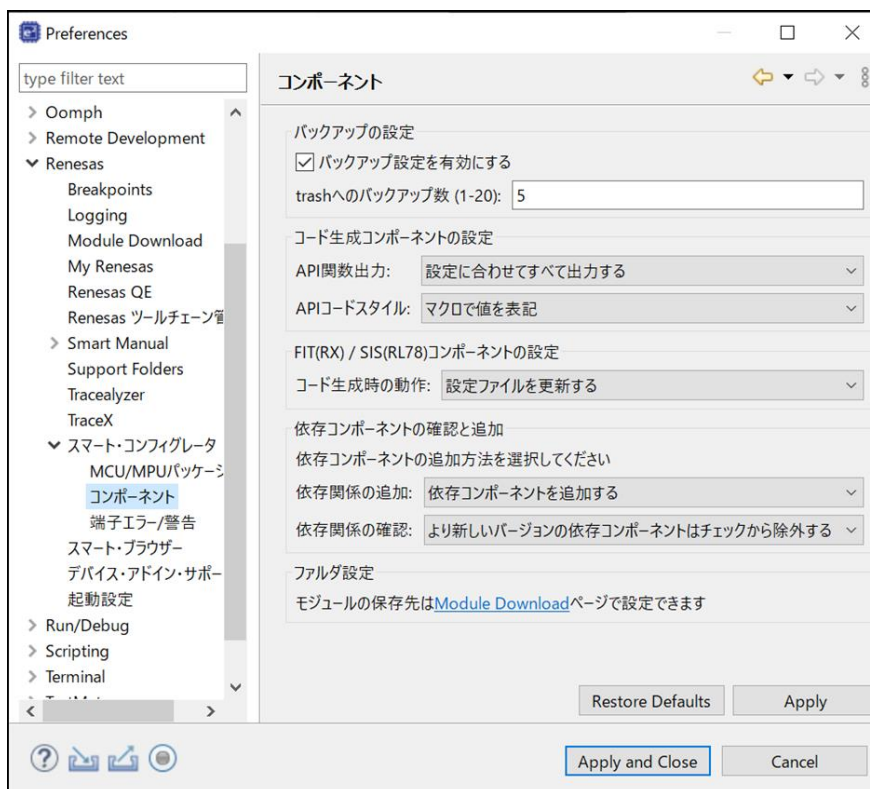 Preferences
type filter text
Oomph
Remote Development
Renesas
Breakpoints
Logging
Module Download
My Renesas
Renesas QE
Renesas ツールチェーン管
Smart Manual
Support Folders
Tracealyzer
TraceX
スマート・コンフィグレータ
MCU/MPUパッケージ
コンポーネント
端子エラー/警告
スマート・ブラウザー
デバイス・アドイン・サポー
起動設定
Run/Debug
Scripting
Terminal
コンポーネント
バックアップの設定
バックアップ設定を有効にする
trashへのバックアップ数 (1-20): 5
コード生成コンポーネントの設定
API関数出力: 設定に合わせてすべて出力する
APIコードスタイル: マクロで値を表記
FIT(RX) / SIS(RL78)コンポーネントの設定
コード生成時の動作: 設定ファイルを更新する
依存コンポーネントの確認と追加
依存コンポーネントの追加方法を選択してください
依存関係の追加: 依存コンポーネントを追加する
依存関係の確認: より新しいバージョンの依存コンポーネントはチェックから除外する
ファルダ設定
モジュールの保存先はModule Downloadページで設定できます
Restore Defaults Apply
Apply and Close Cancel